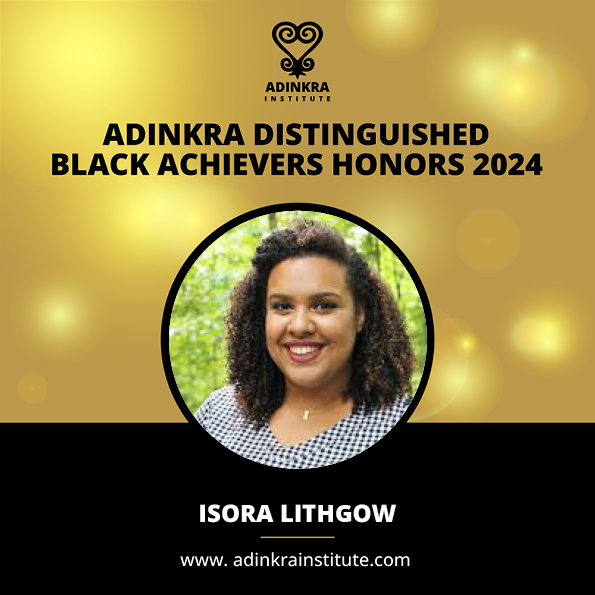 ADINKRA
INSTITUTE
ADINKRA DISTINGUISHED
BLACK ACHIEVERS HONORS 2024
ISORA LITHGOW
www. adinkrainstitute.com